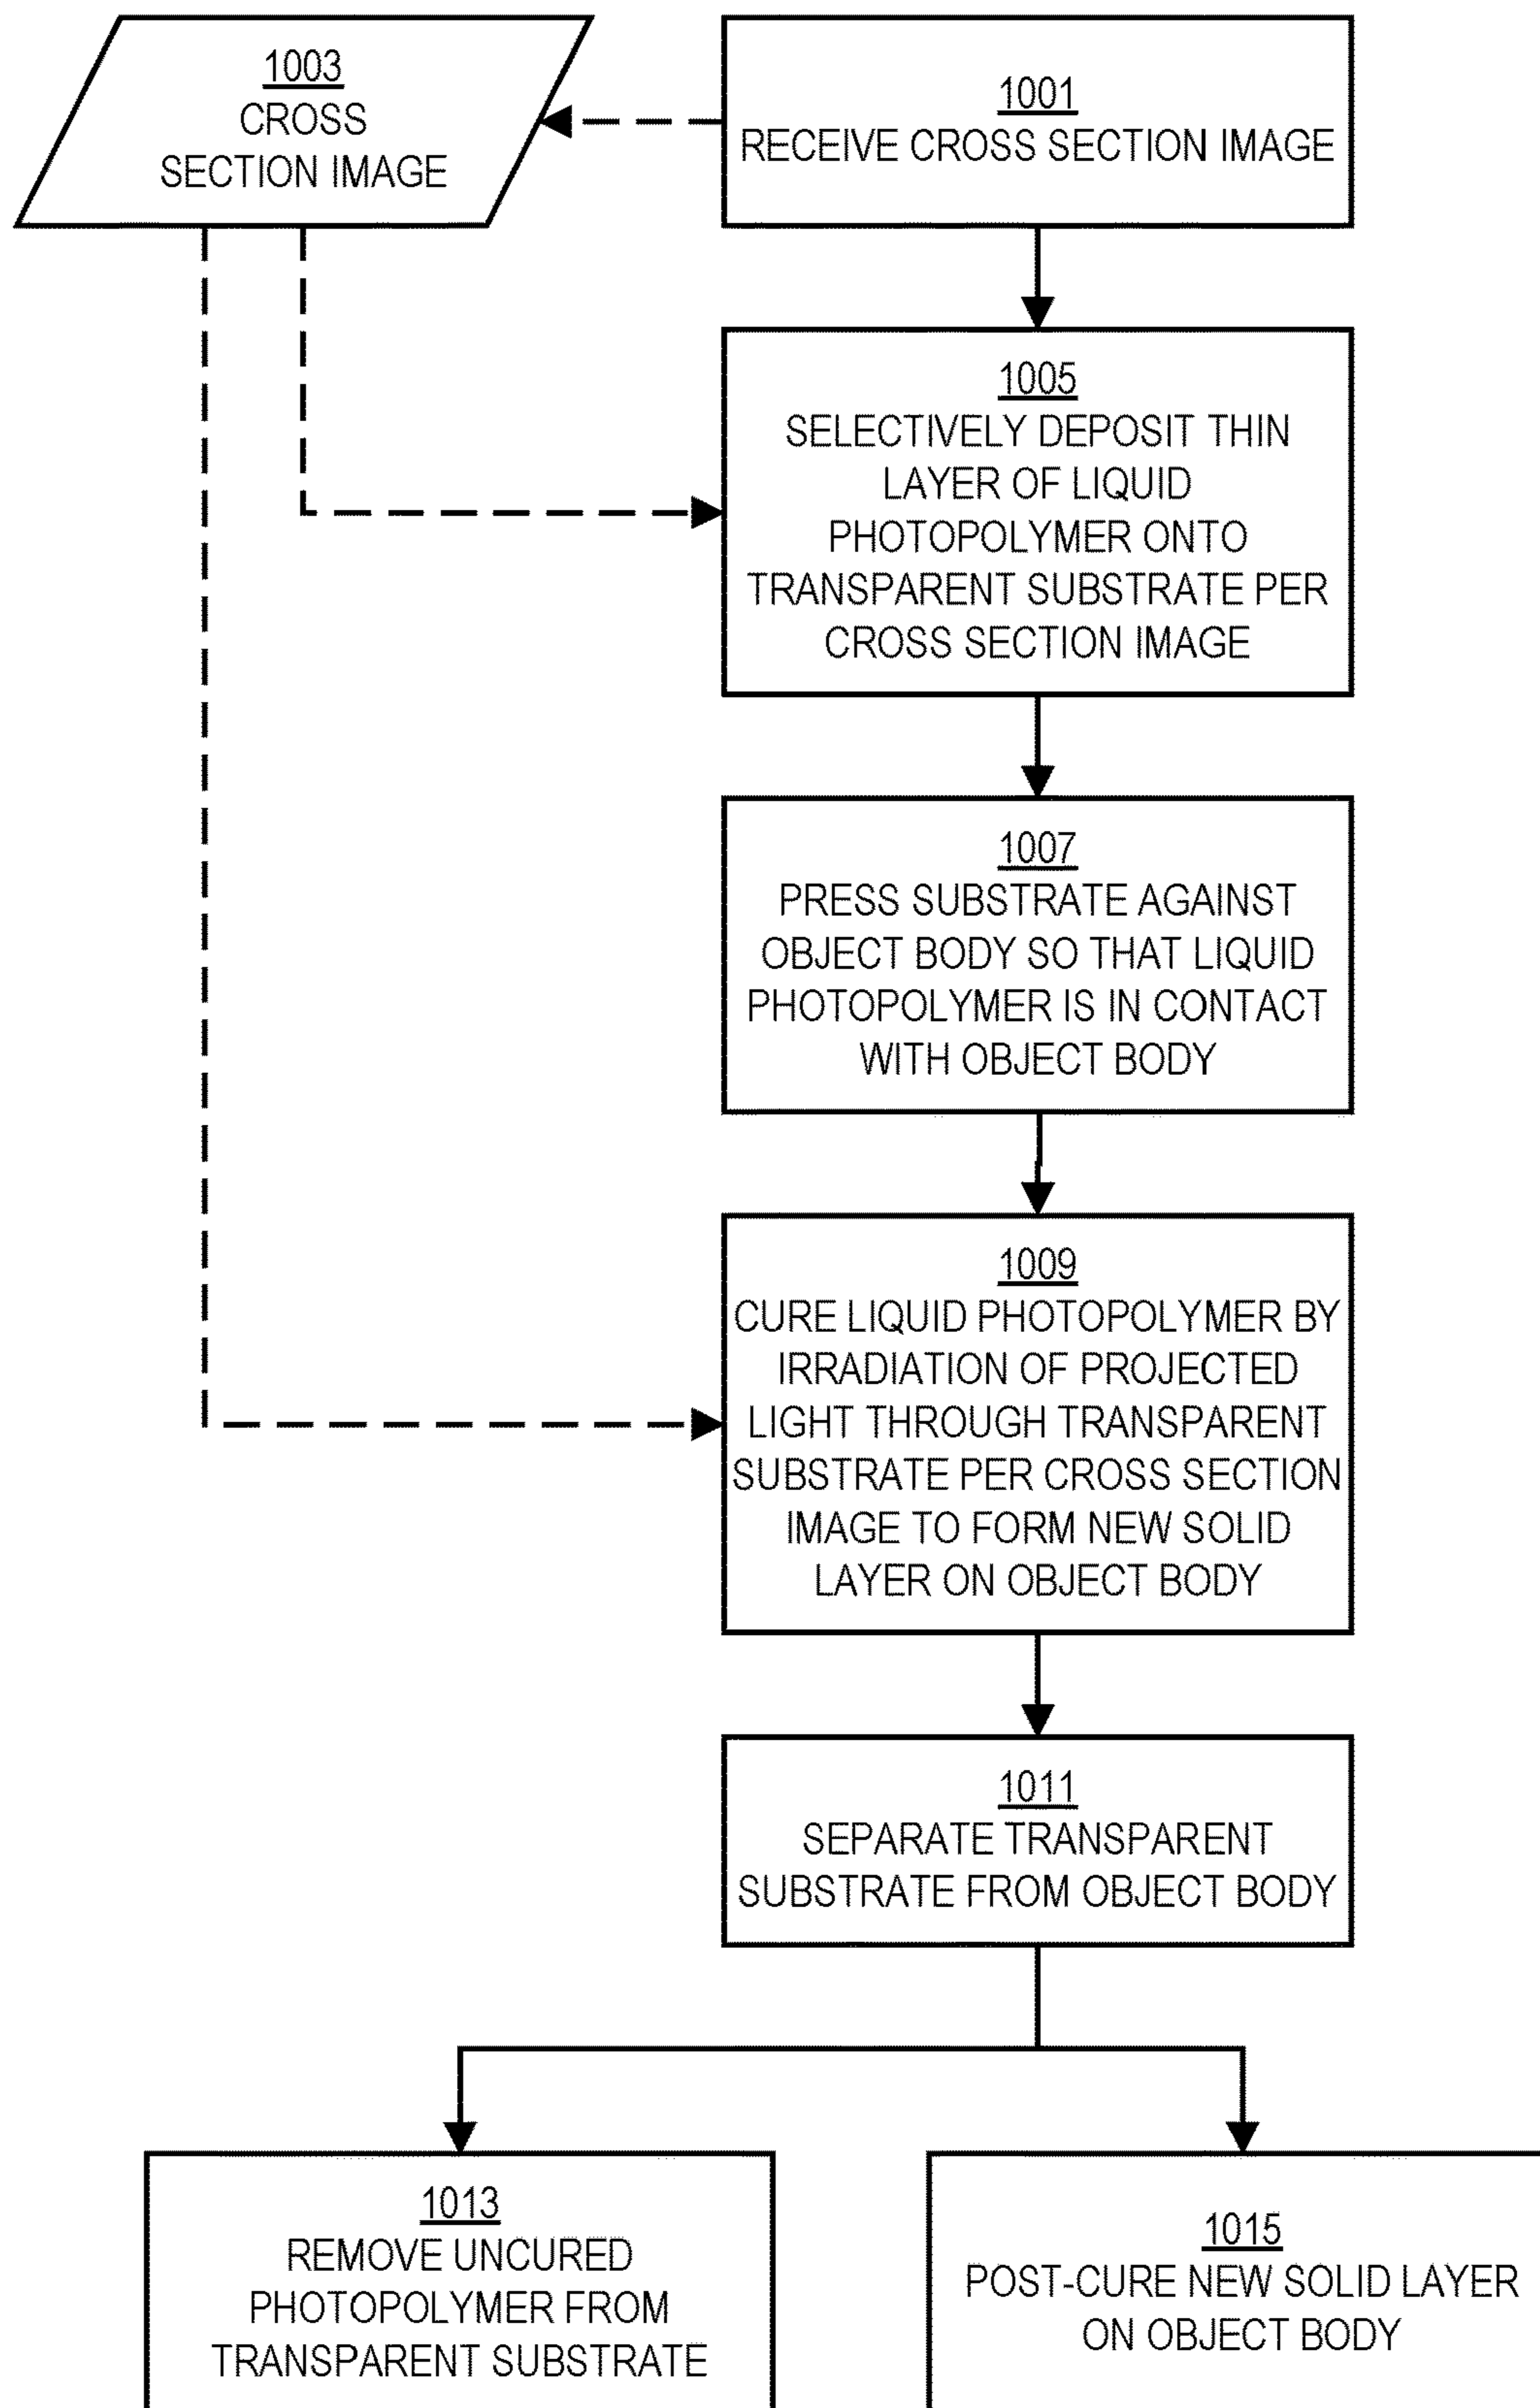 1003
CROSS
SECTION IMAGE
1001
RECEIVE CROSS SECTION IMAGE
1005
SELECTIVELY DEPOSIT THIN
LAYER OF LIQUID
PHOTOPOLYMER ONTO
TRANSPARENT SUBSTRATE PER
CROSS SECTION IMAGE
1007
PRESS SUBSTRATE AGAINST
OBJECT BODY SO THAT LIQUID
PHOTOPOLYMER IS IN CONTACT
WITH OBJECT BODY
1009
CURE LIQUID PHOTOPOLYMER BY
IRRADIATION OF PROJECTED
LIGHT THROUGH TRANSPARENT
SUBSTRATE PER CROSS SECTION
IMAGE TO FORM NEW SOLID
LAYER ON OBJECT BODY
1011
SEPARATE TRANSPARENT
SUBSTRATE FROM OBJECT BODY
1013
REMOVE UNCURED
PHOTOPOLYMER FROM
TRANSPARENT SUBSTRATE
1015
POST-CURE NEW SOLID LAYER
ON OBJECT BODY